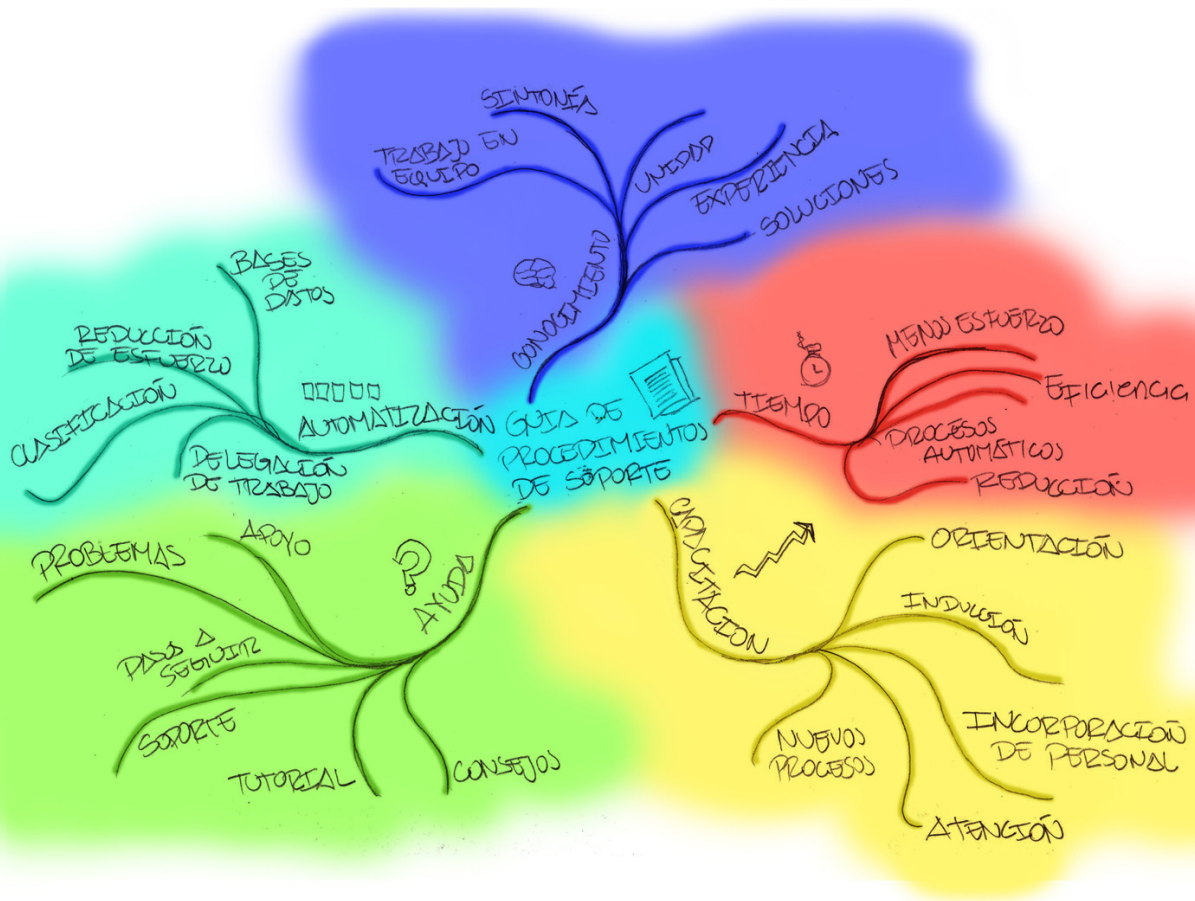 SINTONÍA
TRABAJO EN
EQUIPO
UNIDAD
EXPERIENCIA
SOLUCIONES
CONOCIMIENTO
BASES
DE
DATOS
REDUCCIÓN
DE ESFUERZO
CLASIFICACIÓN
AUTOMATIZACIÓN
DELEGACIÓN
DE TRABAJO
GUIA DE
PROCEDIMIENTOS
DE SOPORTE
TIEMPO
MENOS ESFUERZO
Eficiencia
PROCESOS
AUTOMÁTICOS
REDUCCIÓN
PROBLEMAS
APOYO
AYUDA
PASOS A
SEGUIR
SOPORTE
TUTORIAL
CONSEJOS
CAPACITACION
ORIENTACIÓN
INDUCCIÓN
INCORPORACIÓN
DE PERSONAL
NUEVOS
PROCESOS
ATENCIÓN